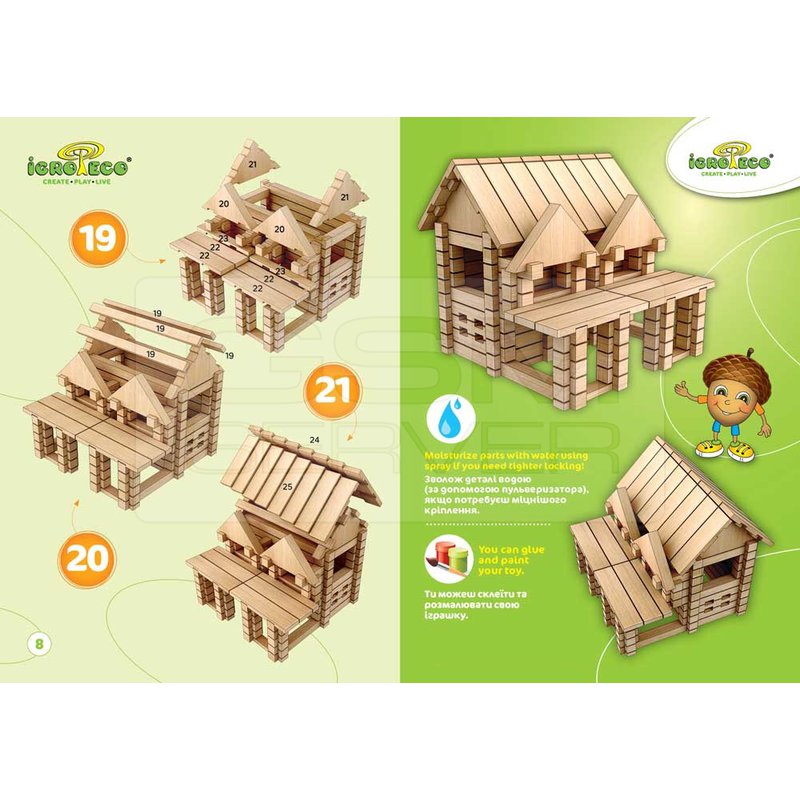 iGROTECO®
CREATE • PLAY • LIVE
19
21
21
20
20
23
22
22
23
22
22
19
19
19
19
21
24
25
20
8
iGROTECO®
CREATE • PLAY • LIVE
Moisturize parts with water using
spray if you need tighter locking!
Зволож деталі водою
(за допомогою пульверизатора),
якщо потребуєш міцнішого
кріплення.
You can glue
and paint
your toy.
Ти можеш склеїти та
розмалювати свою
іграшку.